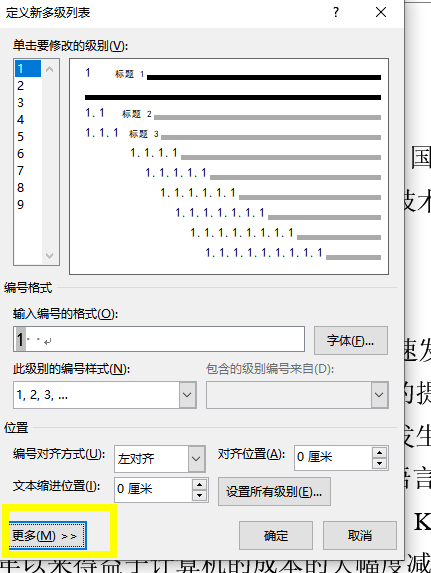 定义新多级列表 ? ×
单击要修改的级别(V):
1
2
3
4
5
6
7
8
9
1 标题 1
1.1 标题 2
1.1.1 标题 3
1.1.1.1
1.1.1.1.1
1.1.1.1.1.1
1.1.1.1.1.1.1
1.1.1.1.1.1.1.1
1.1.1.1.1.1.1.1.1
国
技术
编号格式
输入编号的格式(O):
1
字体(F)...
速发
此级别的编号样式(N): 包含的级别编号来自(D):
1, 2, 3, ...
的提
位置
发生
编号对齐方式(U): 左对齐 对齐位置(A): 0 厘米
语言
文本缩进位置(I): 0 厘米 设置所有级别(E)...
K
更多(M) >> 确定 取消
年以来得益于计算机的成本的大幅度减